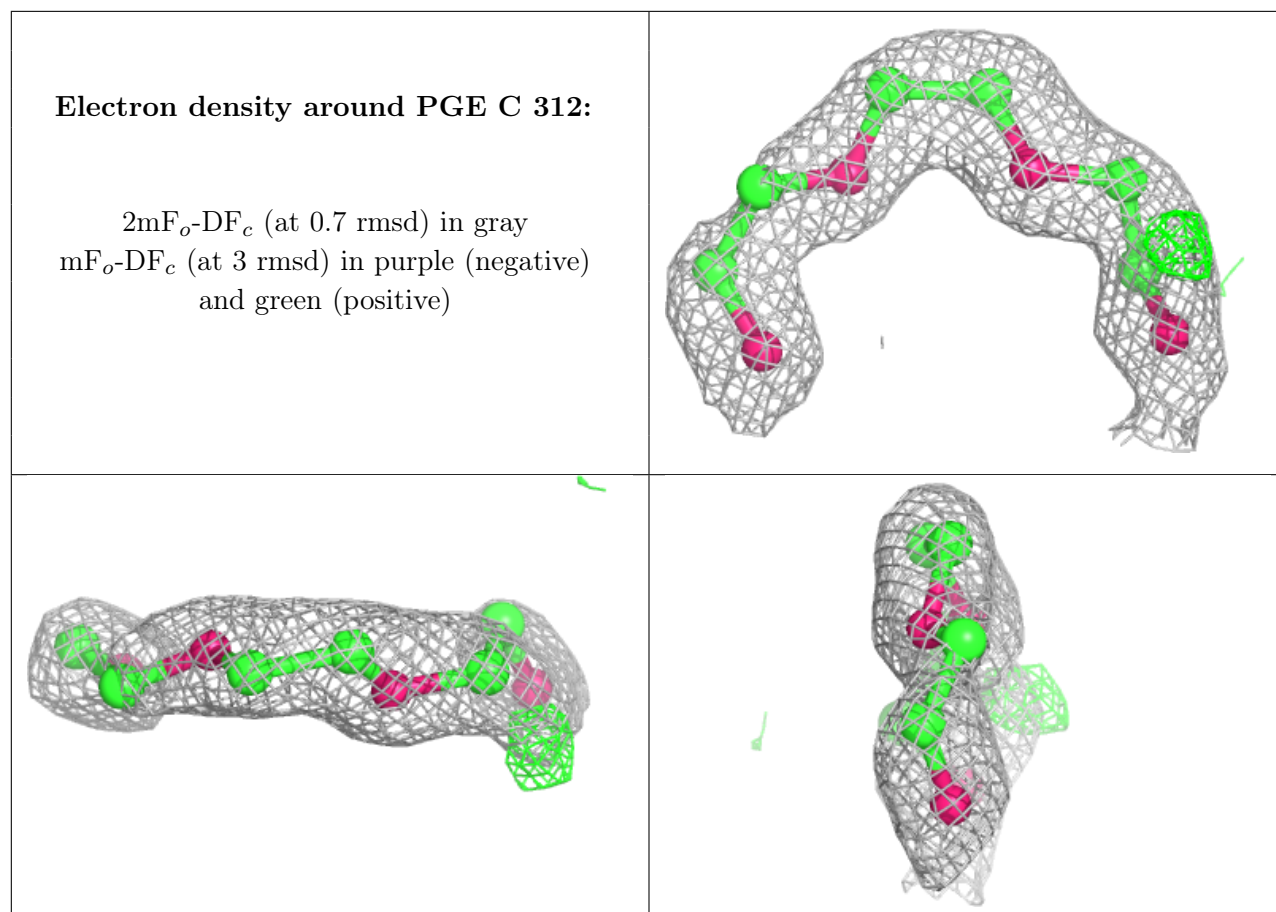 Electron density around PGE C 312:
2mFo-DFc (at 0.7 rmsd) in gray
mFo-DFc (at 3 rmsd) in purple (negative)
and green (positive)